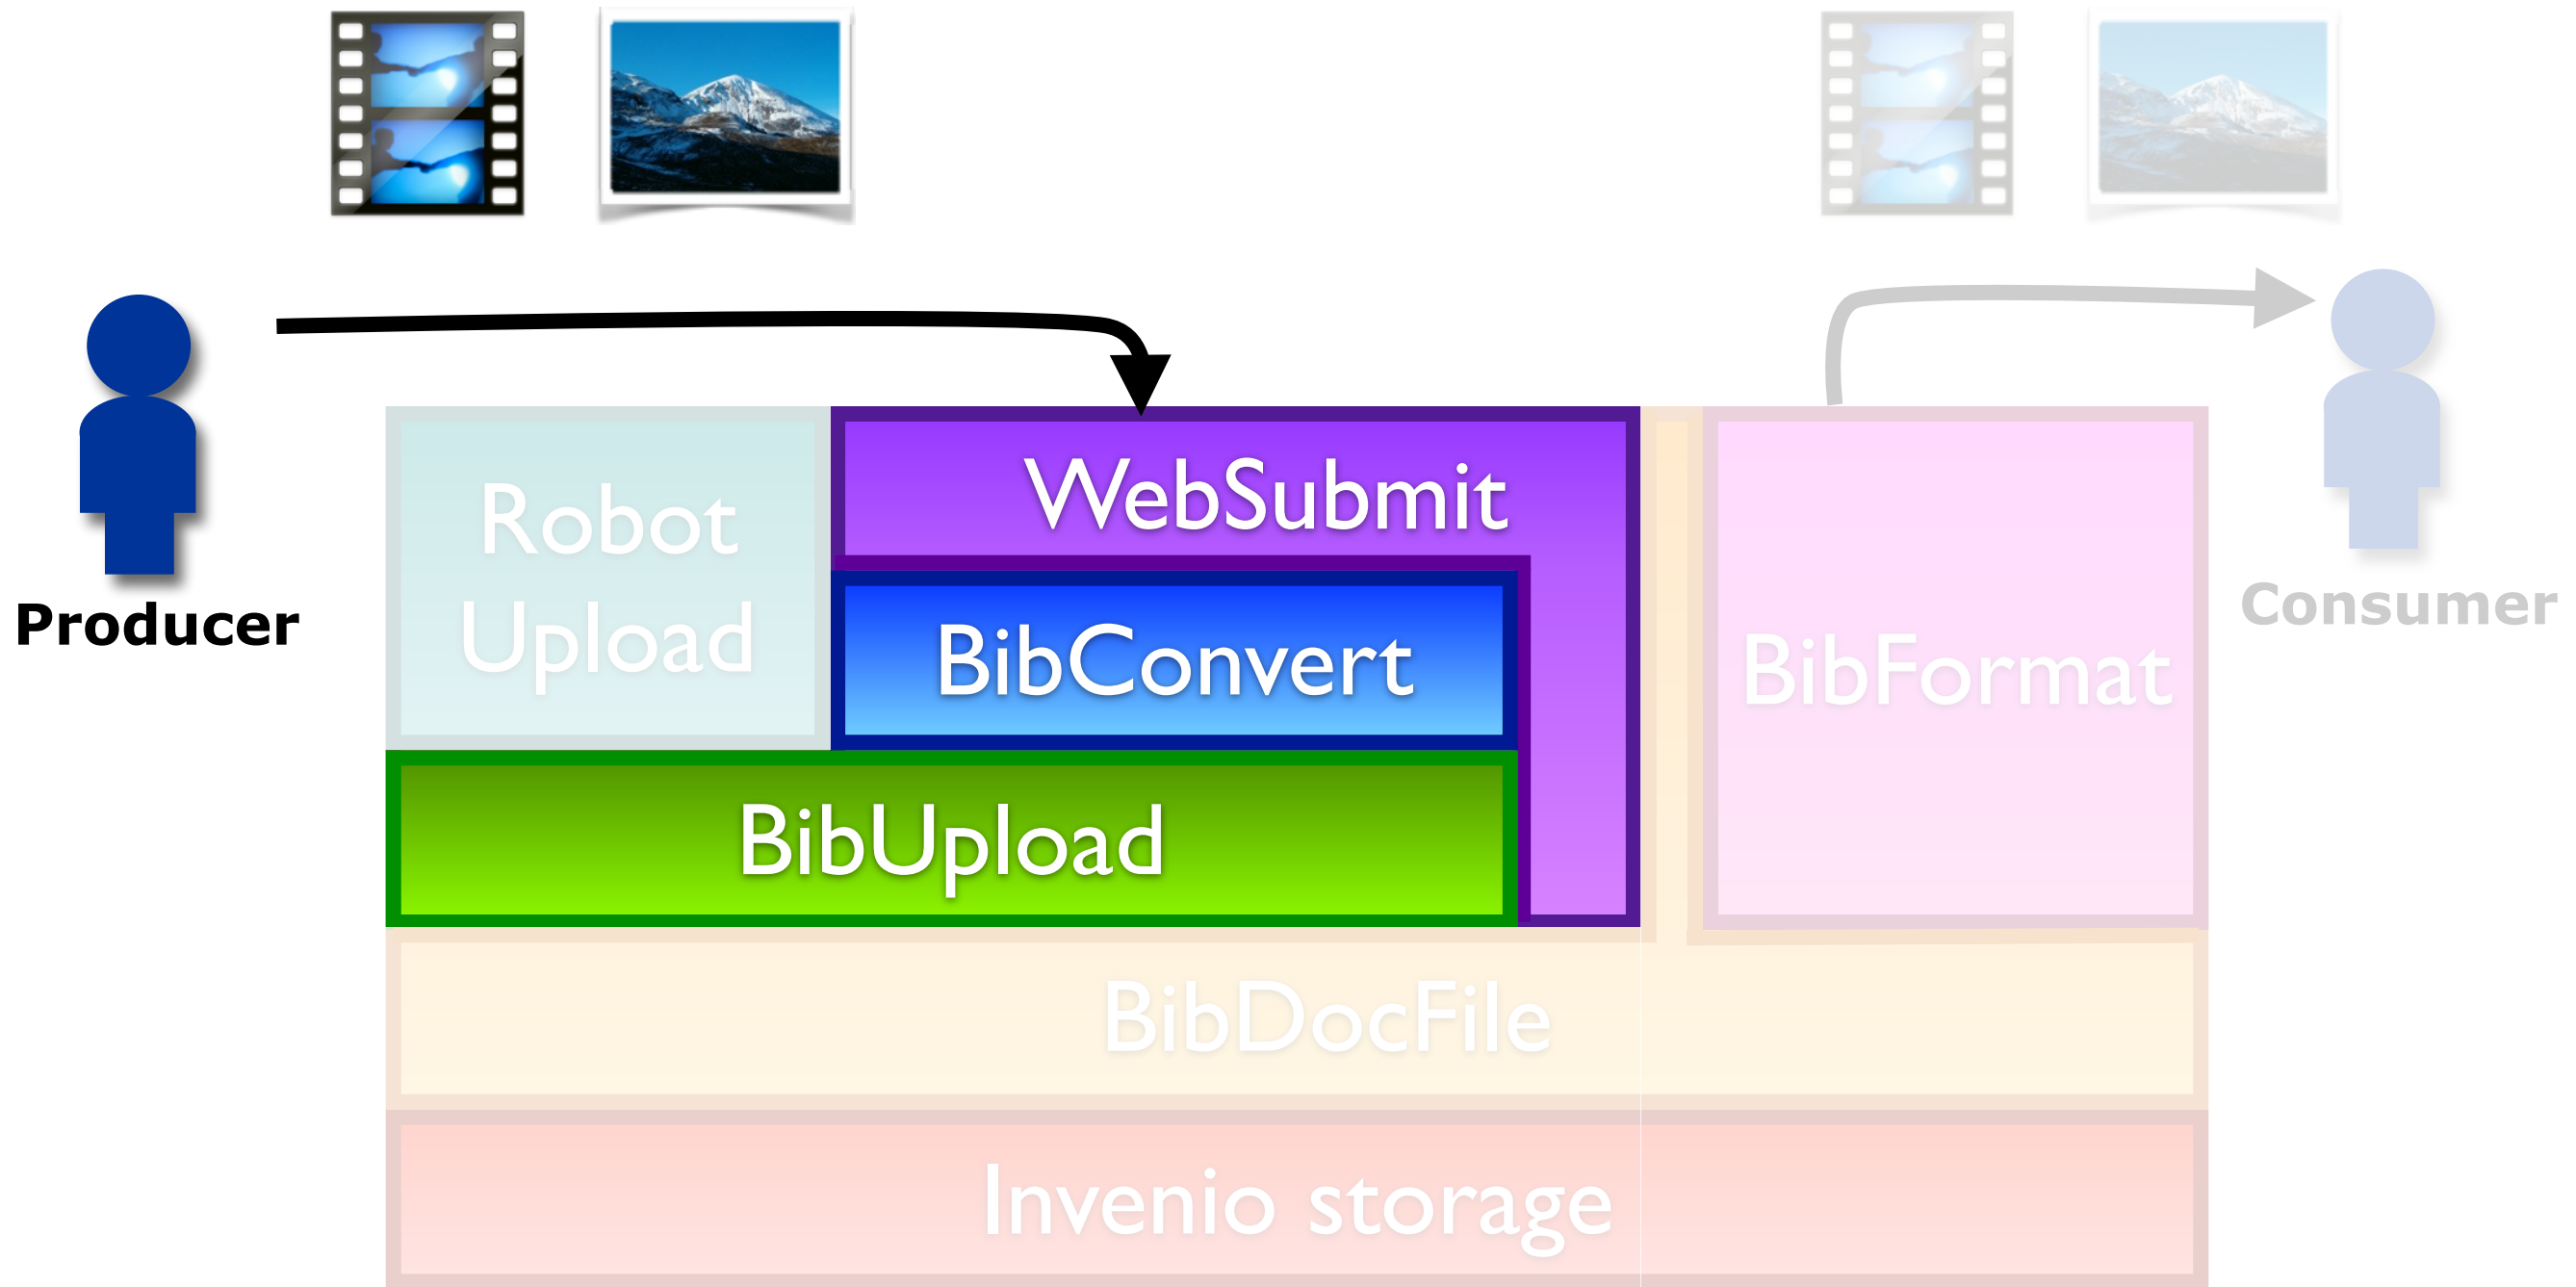 Producer
Consumer
Robot
Upload
WebSubmit
BibConvert
BibFormat
BibUpload
BibDocFile
Invenio storage